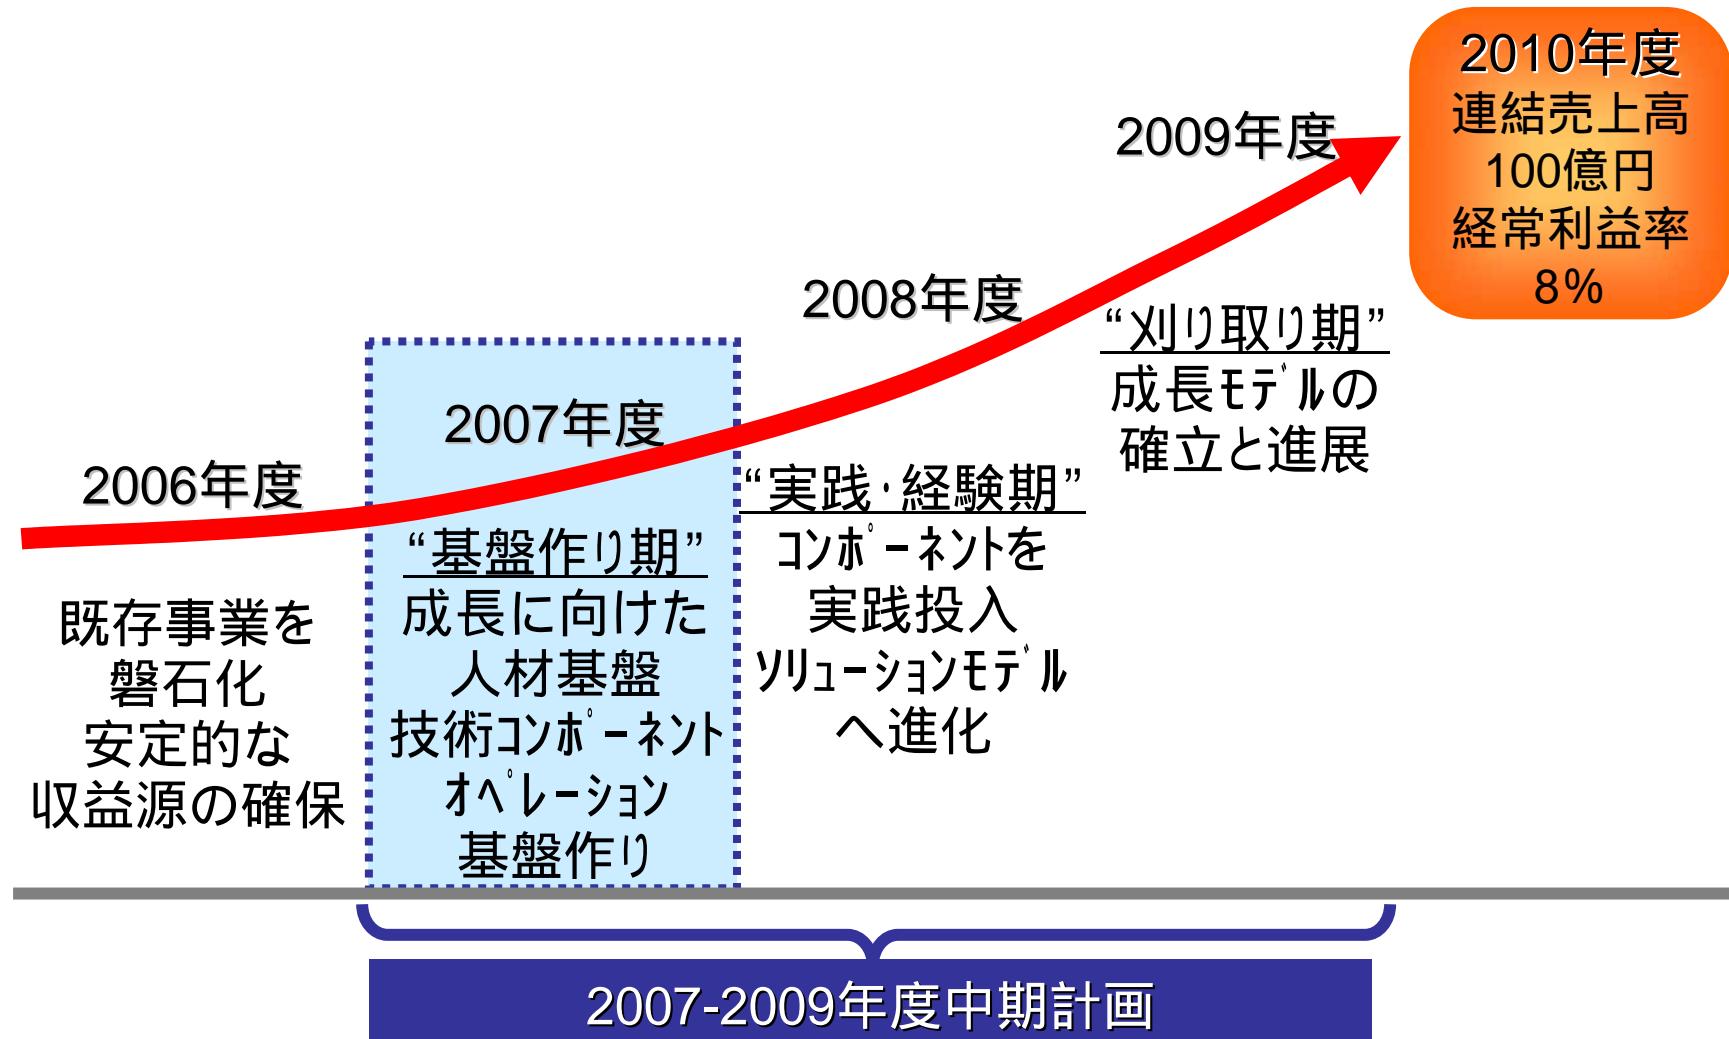 2006年度
既存事業を
磐石化
安定的な
収益源の確保
2007年度
“基盤作り期”
成長に向けた
人材基盤
技術ｺﾝﾎﾟｰﾈﾝﾄ
ｵﾍﾟﾚｰｼｮﾝ
基盤作り
2008年度
“実践･経験期”
ｺﾝﾎﾟｰﾈﾝﾄを
実践投入
ｿﾘｭｰｼｮﾝﾓﾃﾞﾙ
へ進化
2009年度
“刈り取り期”
成長ﾓﾃﾞﾙの
確立と進展
2010年度
連結売上高
100億円
経常利益率
8％
2007-2009年度中期計画